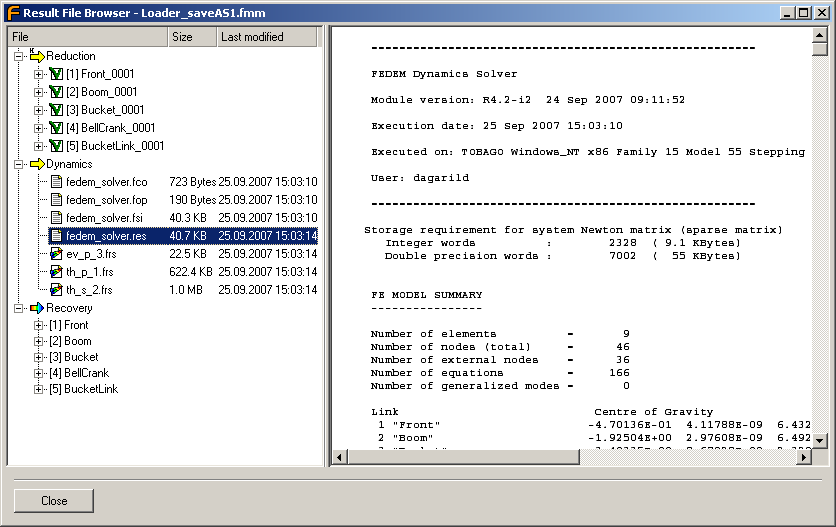 Result File Browser - Loader_saveAS1.fmm
File Size Last modified
Reduction
[1] Front_0001
[2] Boom_0001
[3] Bucket_0001
[4] BellCrank_0001
[5] BucketLink_0001
Dynamics
fedem_solver.fco 723 Bytes 25.09.2007 15:03:10
fedem_solver.fop 190 Bytes 25.09.2007 15:03:10
fedem_solver.fsi 40.3 KB 25.09.2007 15:03:10
fedem_solver.res 40.7 KB 25.09.2007 15:03:14
ev_p_3.frs 22.5 KB 25.09.2007 15:03:14
th_p_1.frs 622.4 KB 25.09.2007 15:03:14
th_s_2.frs 1.0 MB 25.09.2007 15:03:14
Recovery
[1] Front
[2] Boom
[3] Bucket
[4] BellCrank
[5] BucketLink
-------------------------------------------------------
FEDEM Dynamics Solver
Module version: R4.2-i2 24 Sep 2007 09:11:52
Execution date: 25 Sep 2007 15:03:10
Executed on: TOBAGO Windows_NT x86 Family 15 Model 55 Stepping
User: dagarild
-------------------------------------------------------
Storage requirement for system Newton matrix (sparse matrix)
Integer words : 2328 ( 9.1 KBytes)
Double precision words : 7002 ( 55 KBytes)
FE MODEL SUMMARY
----------------
Number of elements = 9
Number of nodes (total) = 46
Number of external nodes = 36
Number of equations = 166
Number of generalized modes = 0
Link Centre of Gravity
1 "Front" -4.70136E-01 4.11788E-09 6.432
2 "Boom" -1.92504E+00 2.97608E-09 6.492
Close